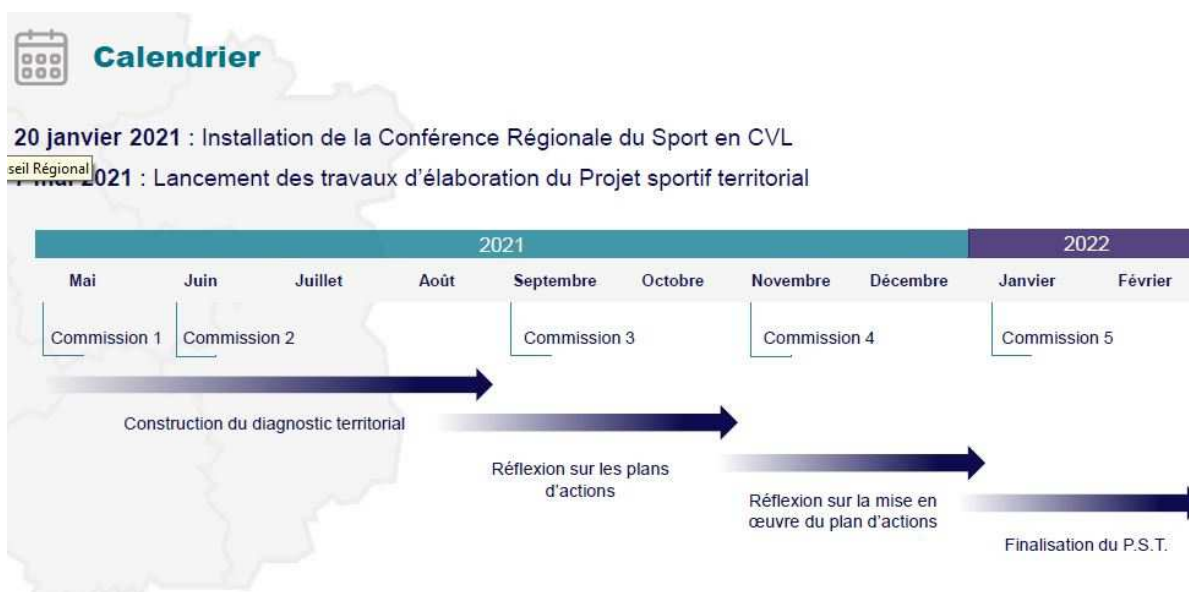 Calendrier
20 janvier 2021 : Installation de la Conférence Régionale du Sport en CVL
seil Régional
2021 : Lancement des travaux d’élaboration du Projet sportif territorial
2021 2022
Mai Juin Juillet Août Septembre Octobre Novembre Décembre Janvier Février
Commission 1 Commission 2 Commission 3 Commission 4 Commission 5
Construction du diagnostic territorial
Réflexion sur les plans
d’actions
Réflexion sur la mise en
œuvre du plan d’actions
Finalisation du P.S.T.